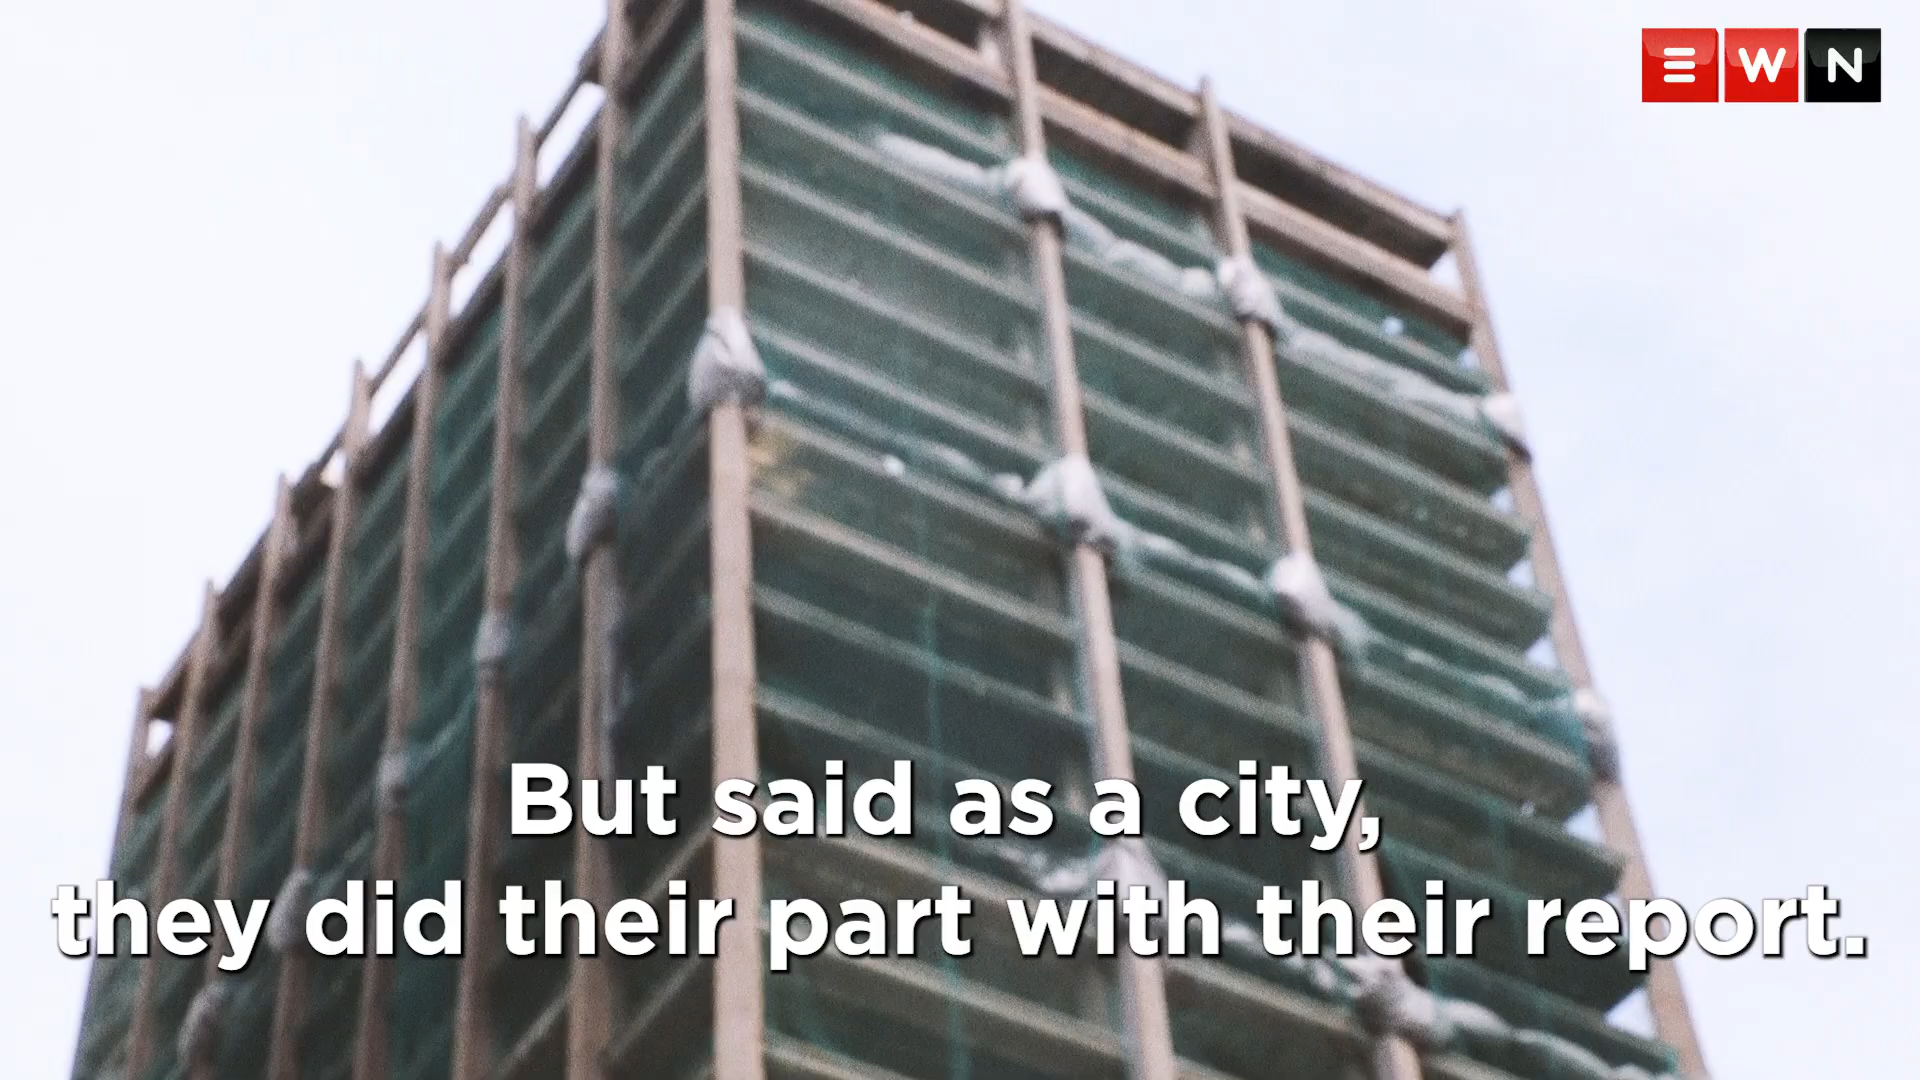 EWN
But said as a city,
they did their part with their report.